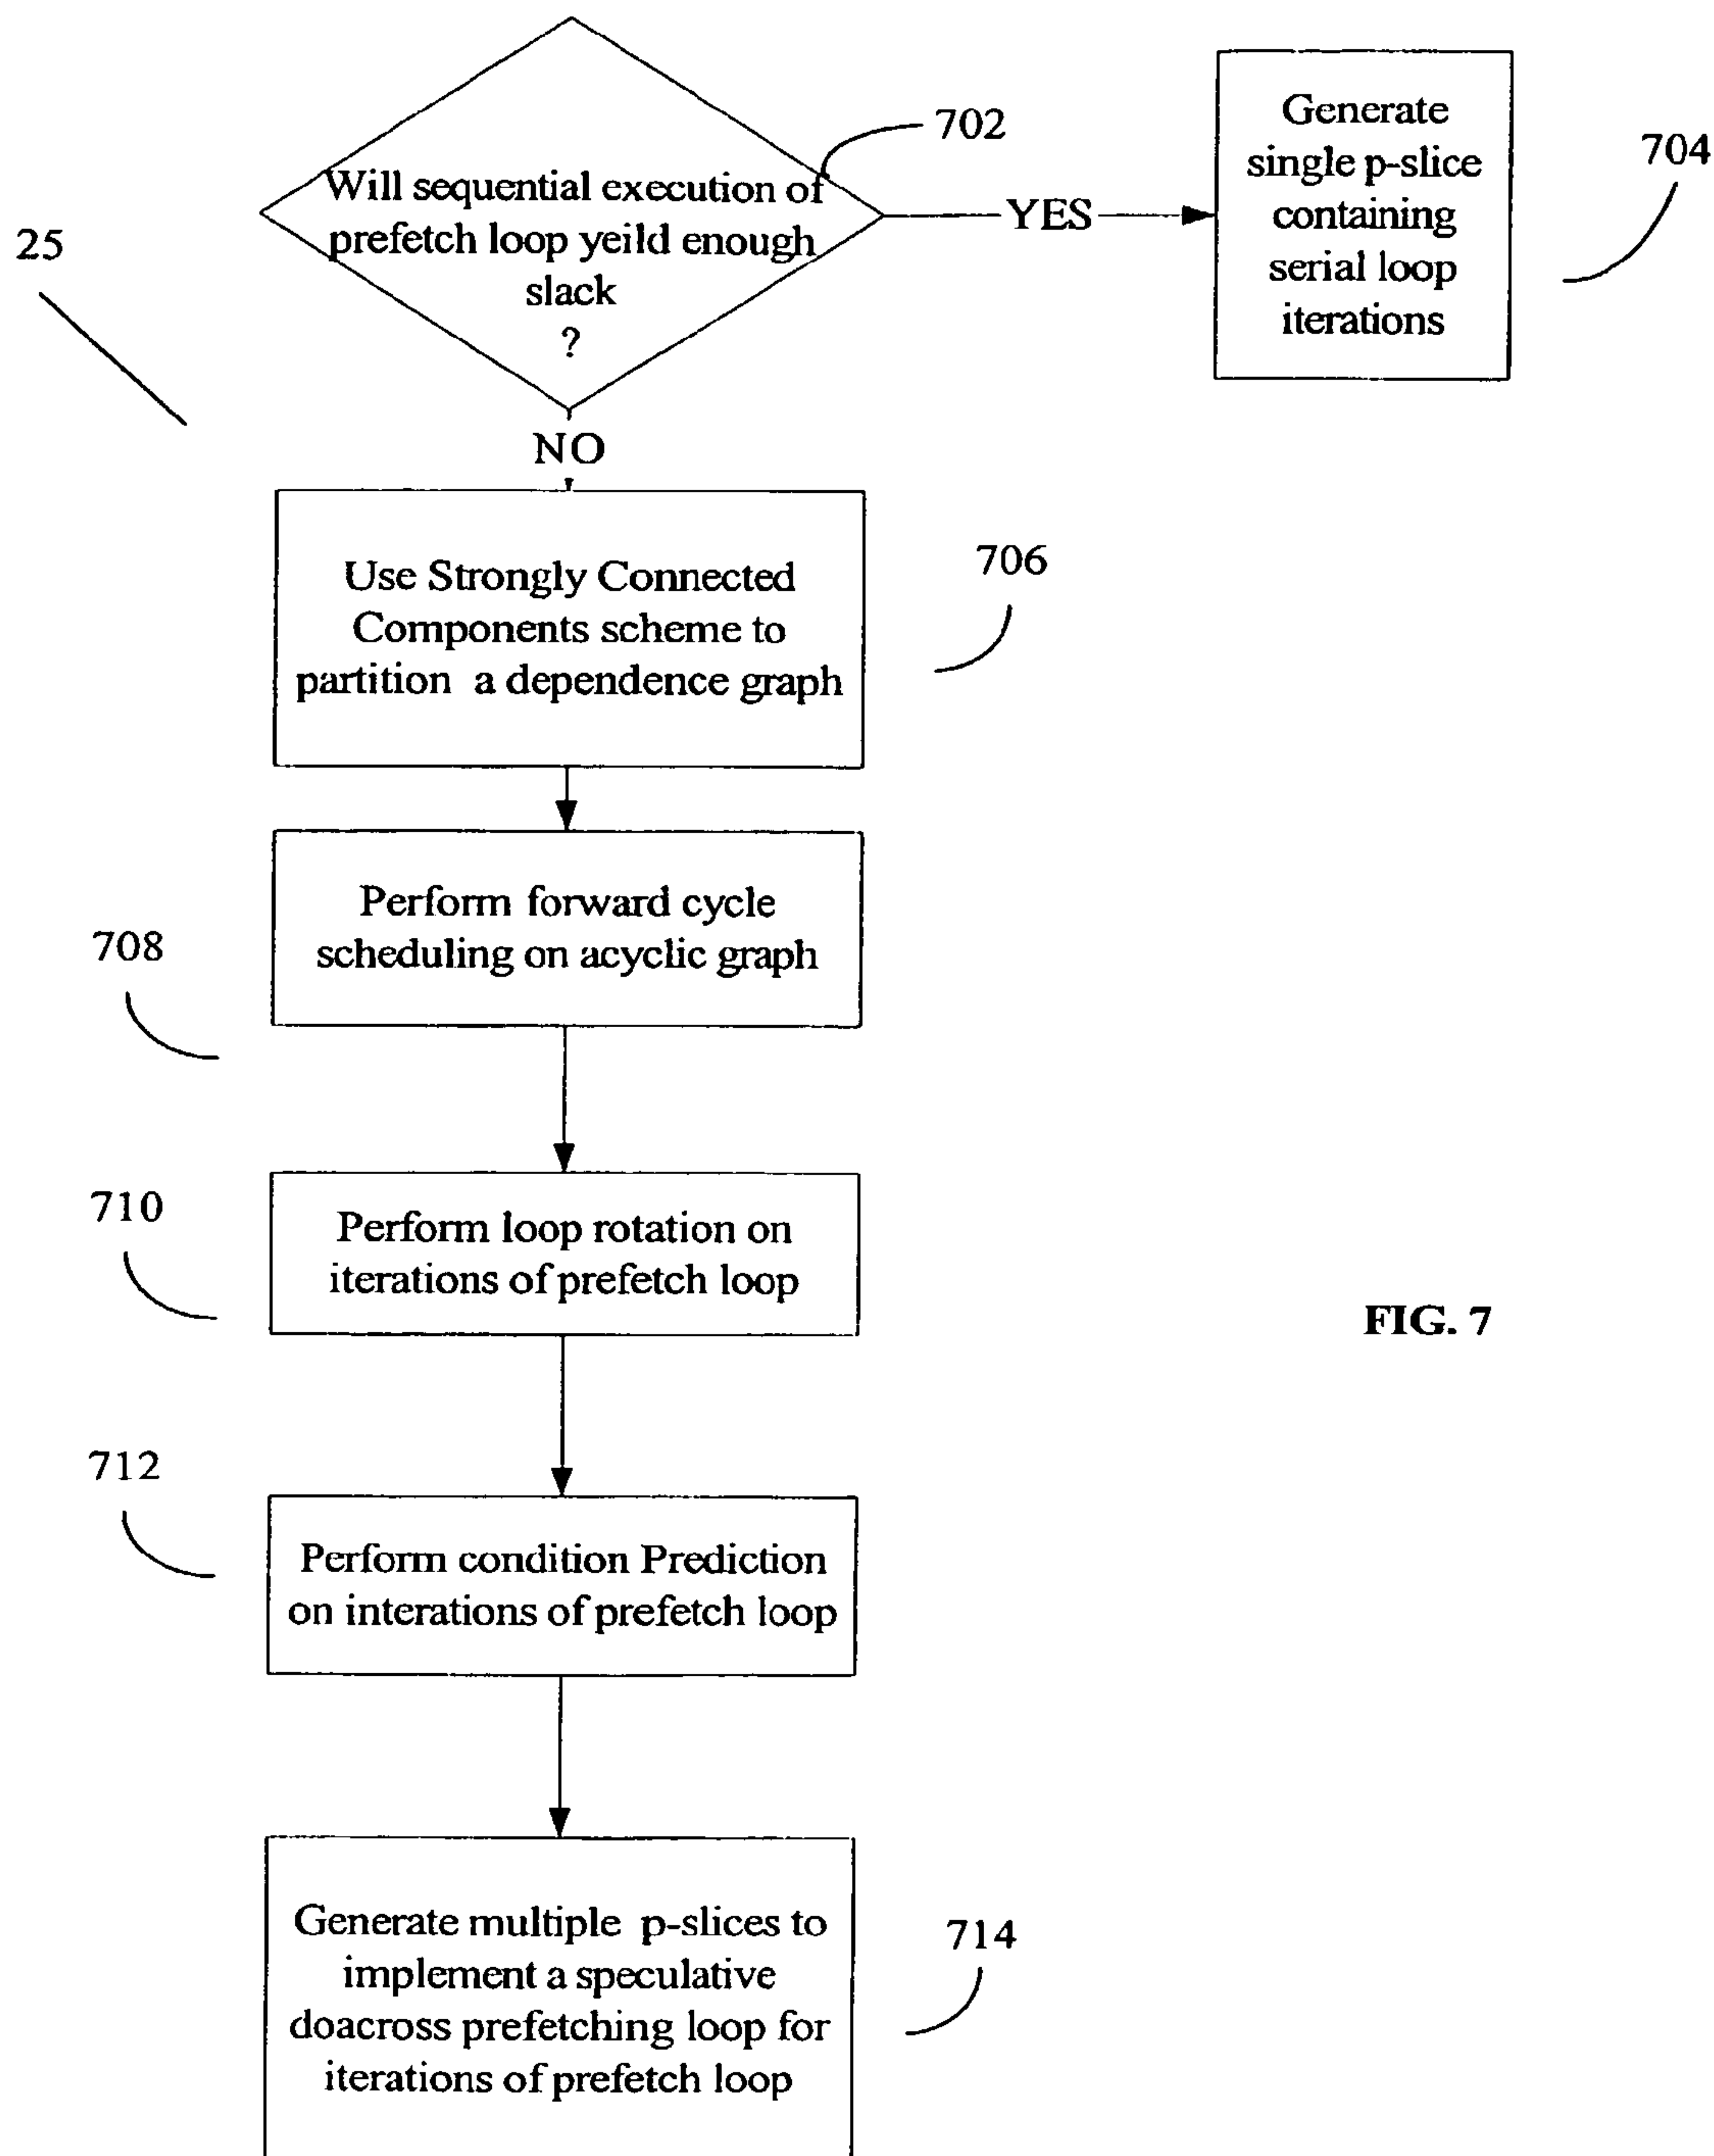 Will sequential execution of
prefetch loop yeild enough
slack
?
702
YES
Generate
single p-slice
containing
serial loop
iterations
704
25
NO
Use Strongly Connected
Components scheme to
partition a dependence graph
706
Perform forward cycle
scheduling on acyclic graph
708
Perform loop rotation on
iterations of prefetch loop
710
FIG. 7
Perform condition Prediction
on interations of prefetch loop
712
Generate multiple p-slices to
implement a speculative
doacross prefetching loop for
iterations of prefetch loop
714